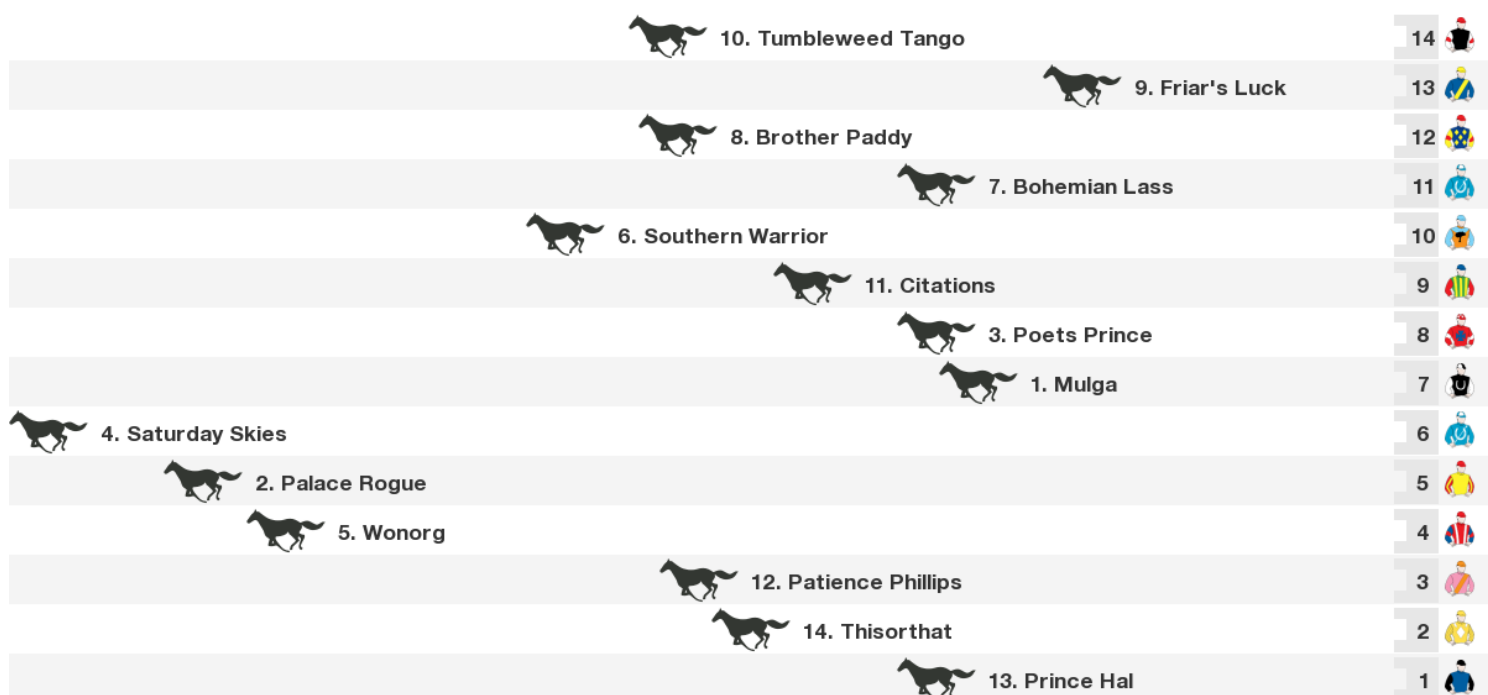 10. Tumbleweed Tango 14
9. Friar's Luck 13
8. Brother Paddy 12
7. Bohemian Lass 11
6. Southern Warrior 10
11. Citations 9
3. Poets Prince 8
1. Mulga 7
4. Saturday Skies 6
2. Palace Rogue 5
5. Wonorg 4
12. Patience Phillips 3
14. Thisorthat 2
13. Prince Hal 1